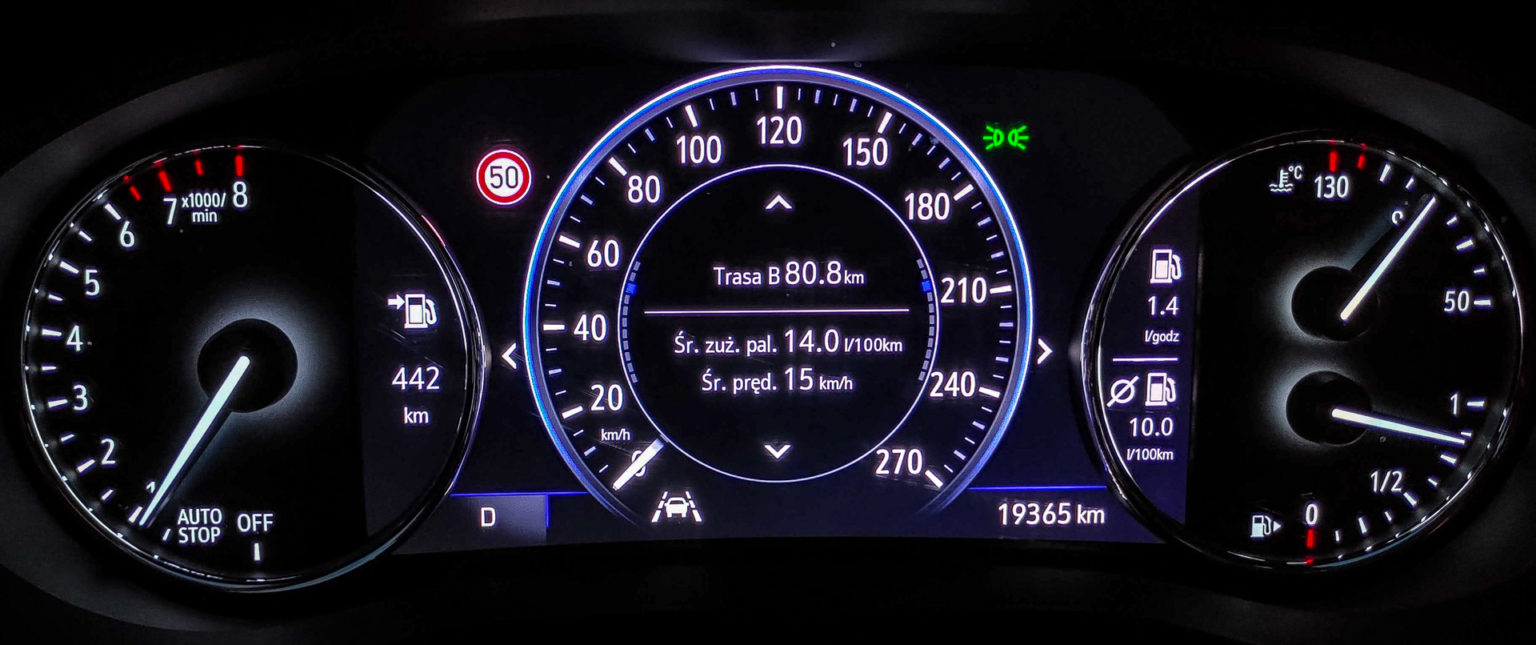 8
7 x1000/
min
6
5
4
3
2
1
AUTO
STOP
OFF
442
km
50
D
0
km/h
20
40
60
80
100
120
150
180
210
240
270
Trasa B 80.8 km
Śr. zuż. pal. 14.0 l/100km
Śr. pręd. 15 km/h
19365 km
1.4
l/godz
10.0
l/100km
°C
130
50
1
1/2
0